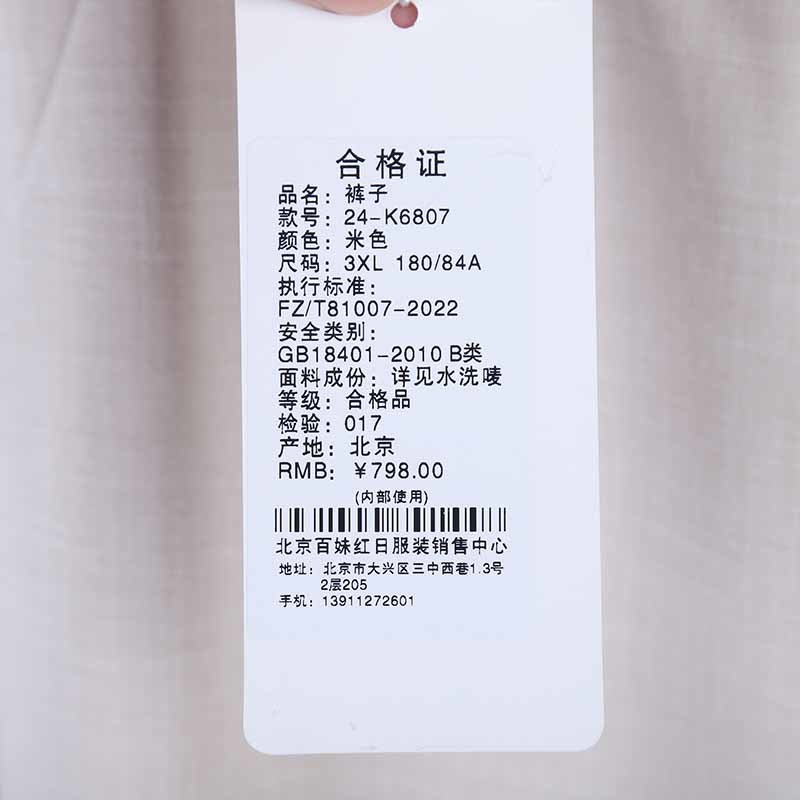 合格证
品名：裤子
款号：24-K6807
颜色：米色
尺码：3XL 180/84A
执行标准：
FZ/T81007-2022
安全类别：
GB18401-2010 B类
面料成份：详见水洗唛
等级：合格品
检验：017
产地：北京
RMB：￥798.00
(内部使用)
北京百妹红日服装销售中心
地址：北京市大兴区三中西巷1.3号
2层205
手机：13911272601